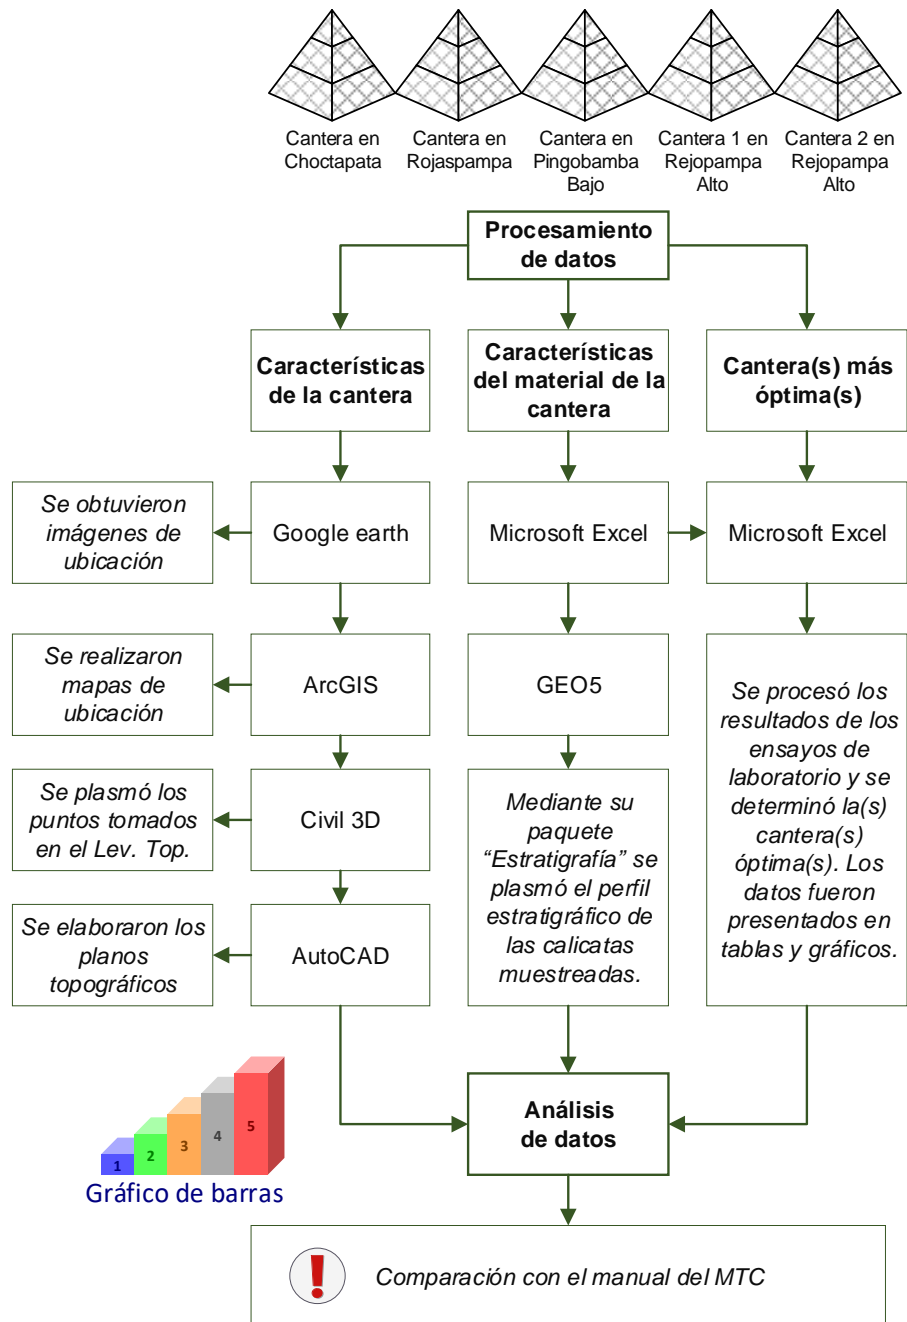 Cantera en
Choctapata
Cantera en
Rojaspampa
Cantera en
Pingobamba
Bajo
Cantera 1 en
Rejopampa
Alto
Cantera 2 en
Rejopampa
Alto
Procesamiento
de datos
Características
de la cantera
Características
del material de la
cantera
Cantera(s) más
óptima(s)
Se obtuvieron
imágenes de
ubicación
Google earth
Microsoft Excel
Microsoft Excel
Se realizaron
mapas de
ubicación
ArcGIS
GEO5
Se plasmó los
puntos tomados
en el Lev. Top.
Civil 3D
Se elaboraron los
planos
topográficos
AutoCAD
Mediante su
paquete
“Estratigrafía” se
plasmó el perfil
estratigráfico de
las calicatas
muestreadas.
Se procesó los
resultados de los
ensayos de
laboratorio y se
determinó la(s)
cantera(s)
óptima(s). Los
datos fueron
presentados en
tablas y gráficos.
1
2
3
4
5
Gráfico de barras
Análisis
de datos
Comparación con el manual del MTC